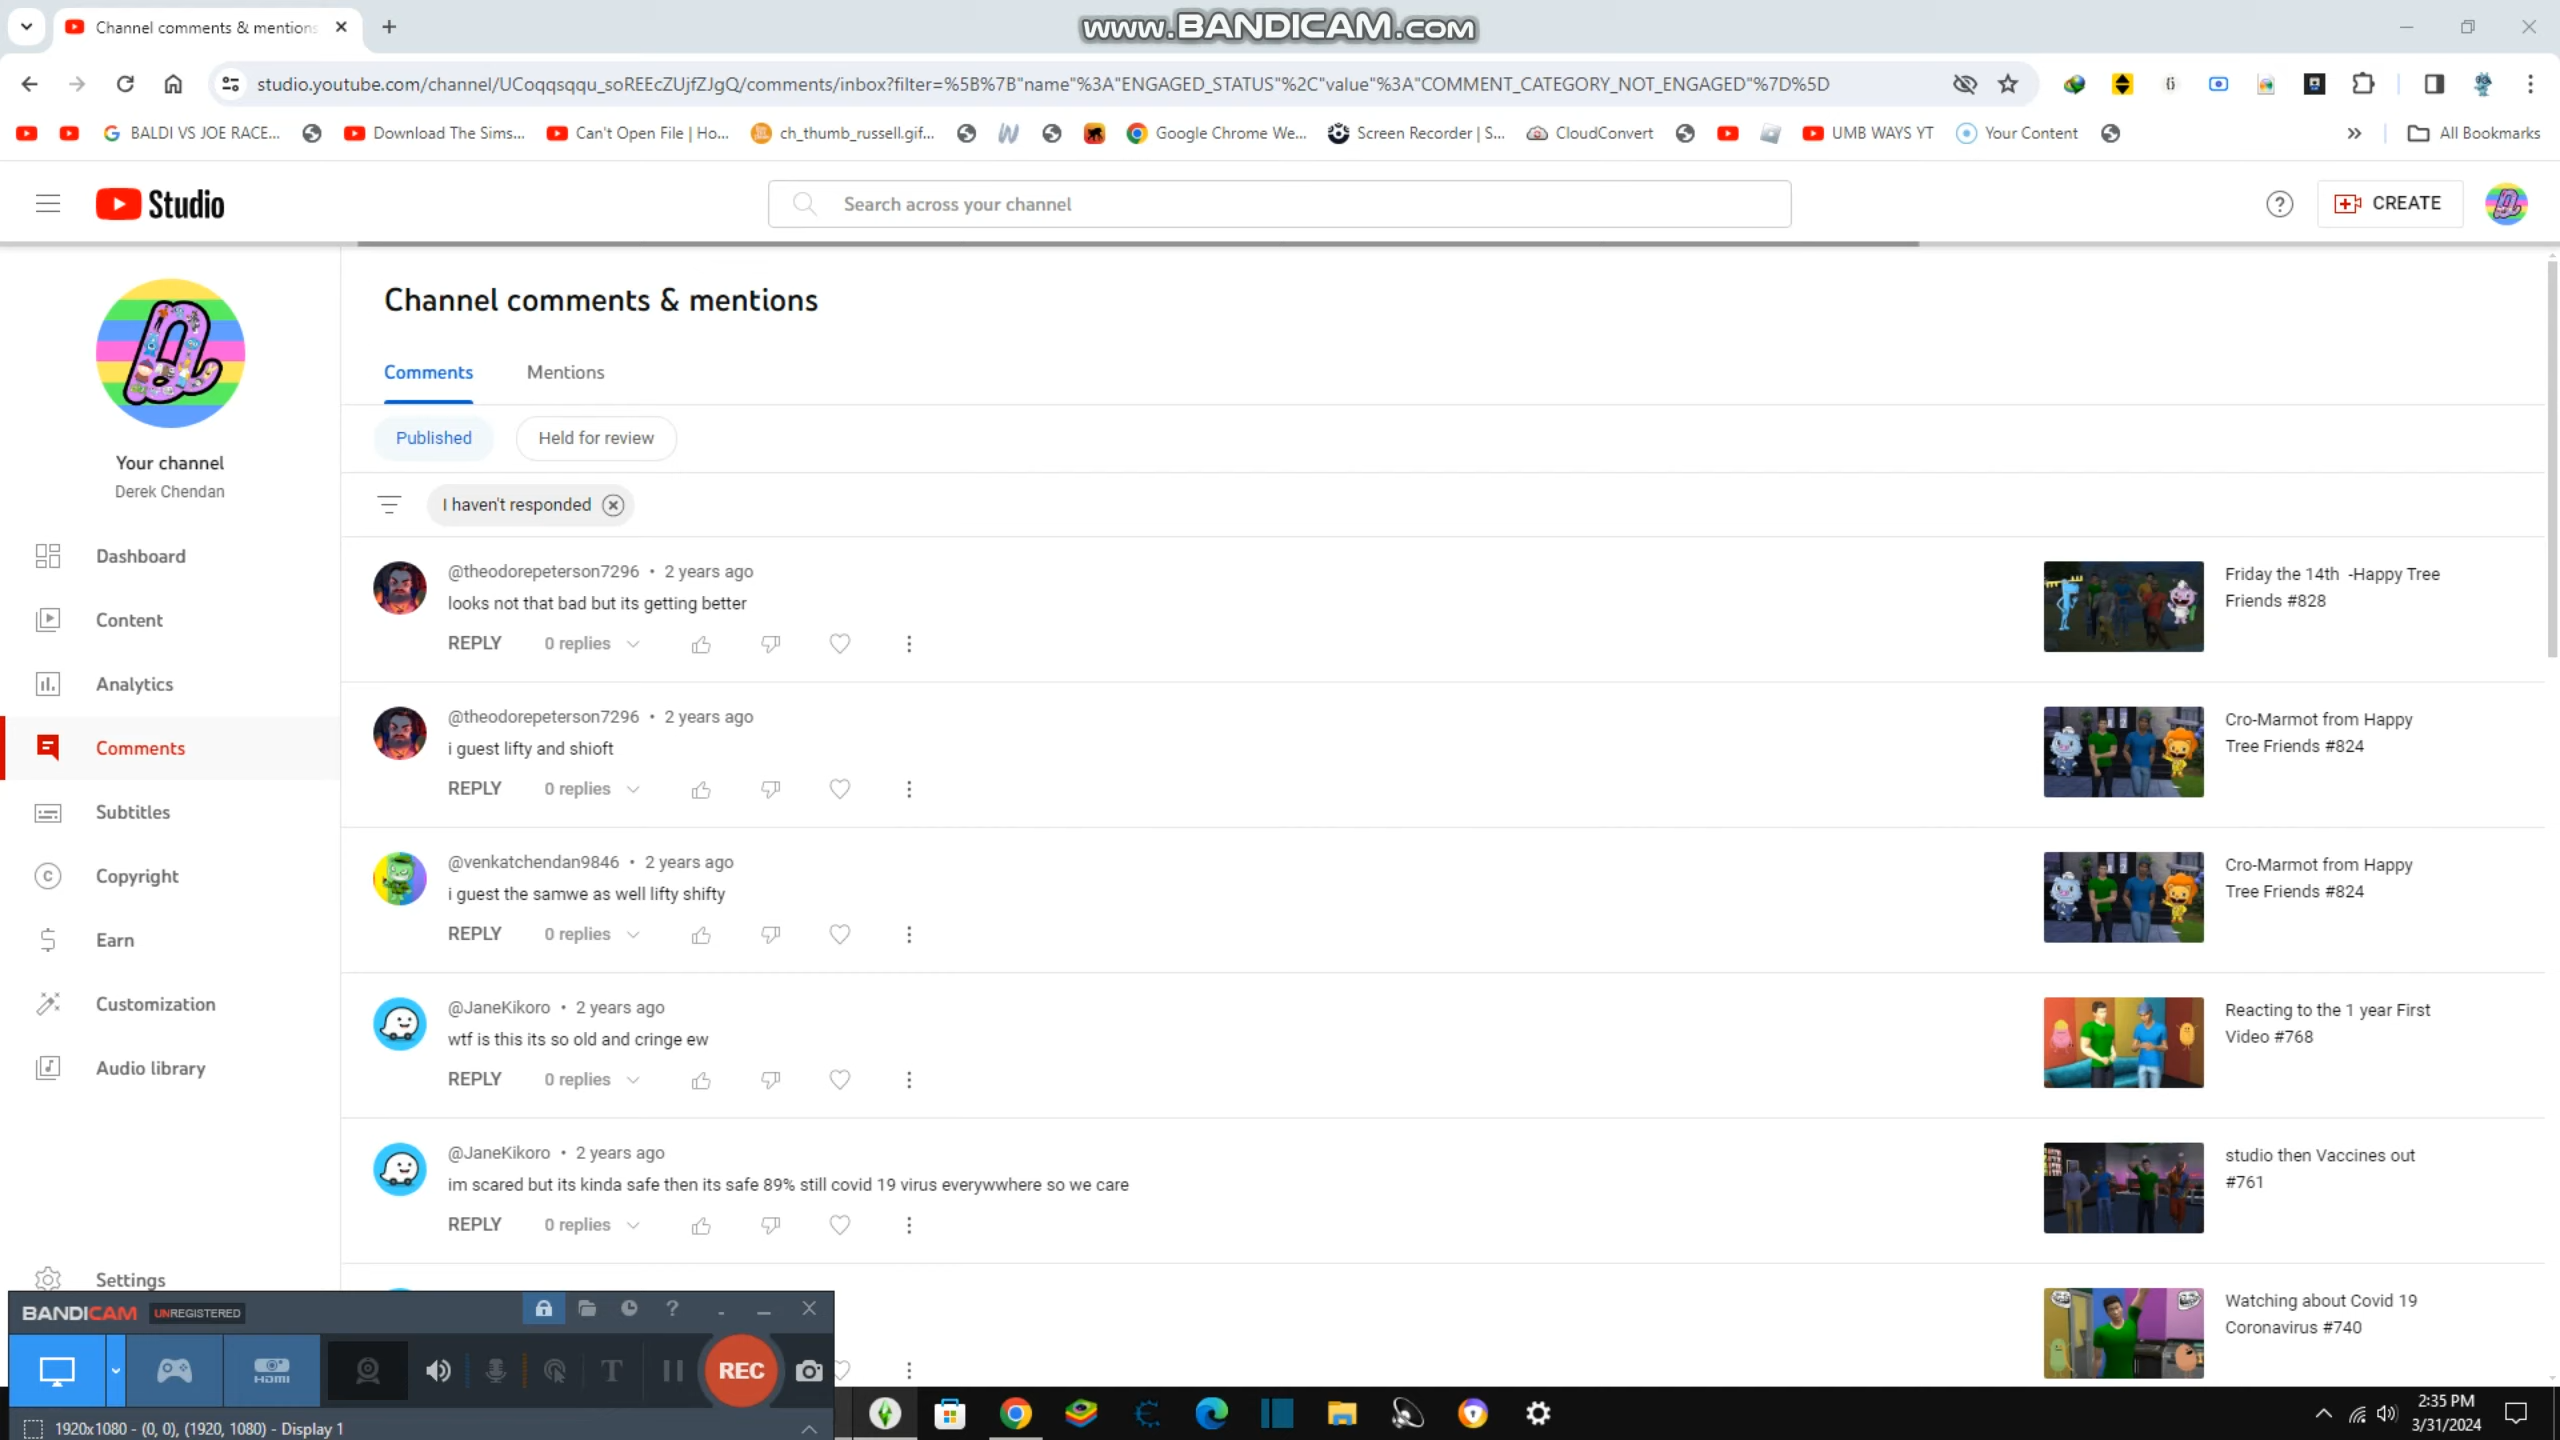 Channel comments & mentions
www.BANDICAM.com
studio.youtube.com/channel/UCoqqsqqu_soREEcZUjfZJgQ/comments/inbox?filter=%5B%7B"name"%3A"ENGAGED_STATUS"%2C"value"%3A"COMMENT_CATEGORY_NOT_ENGAGED"%7D%5D
BALDI VS JOE RACE... Download The Sims... Can't Open File | Ho... ch_thumb_russell.gif... Google Chrome We... Screen Recorder | S... CloudConvert UMB WAYS YT Your Content All Bookmarks
Studio
Search across your channel
CREATE
Your channel
Derek Chendan
Dashboard
Content
Analytics
Comments
Subtitles
Copyright
Earn
Customization
Audio library
Settings
Channel comments & mentions
Comments Mentions
Published Held for review
I haven't responded
@theodorepeterson7296 • 2 years ago
looks not that bad but its getting better
REPLY 0 replies
Friday the 14th -Happy Tree
Friends #828
@theodorepeterson7296 • 2 years ago
i guest lifty and shioft
REPLY 0 replies
Cro-Marmot from Happy
Tree Friends #824
@venkatchendan9846 • 2 years ago
i guest the samwe as well lifty shifty
REPLY 0 replies
Cro-Marmot from Happy
Tree Friends #824
@JaneKikoro • 2 years ago
wtf is this its so old and cringe ew
REPLY 0 replies
Reacting to the 1 year First
Video #768
@JaneKikoro • 2 years ago
im scared but its kinda safe then its safe 89% still covid 19 virus everywwhere so we care
REPLY 0 replies
studio then Vaccines out
#761
Watching about Covid 19
Coronavirus #740
BANDICAM UNREGISTERED
HDMI
REC
1920x1080 - (0, 0), (1920, 1080) - Display 1
2:35 PM
3/31/2024